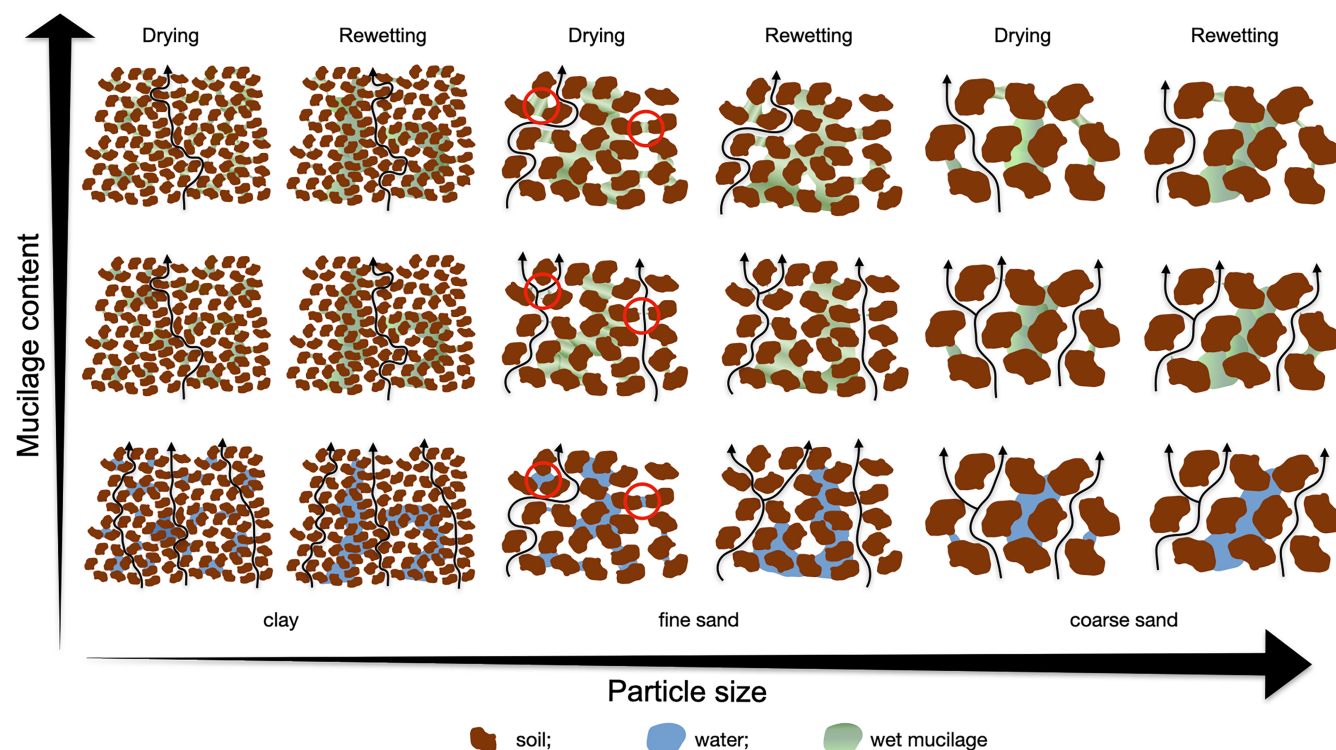 Drying
Rewetting
Drying
Rewetting
Drying
Rewetting
Mucilage content
clay
fine sand
coarse sand
Particle size
soil;
water;
wet mucilage